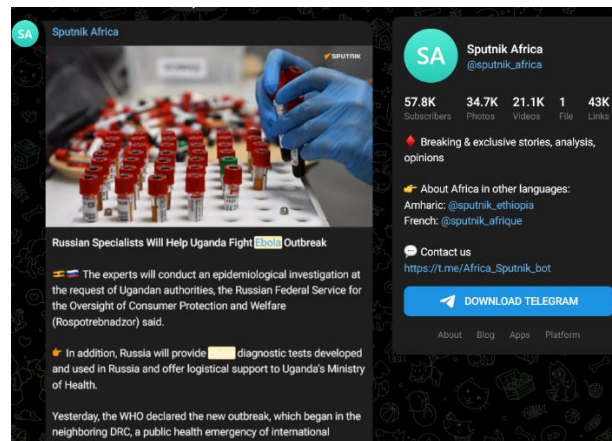 SA
Sputnik Africa
SPUTNIK
Russian Specialists Will Help Uganda Fight Ebola Outbreak
🇺🇬🇷🇺 The experts will conduct an epidemiological investigation at
the request of Ugandan authorities, the Russian Federal Service for
the Oversight of Consumer Protection and Welfare
(Rospotrebnadzor) said.
👉 In addition, Russia will provide Ebola diagnostic tests developed
and used in Russia and offer logistical support to Uganda's Ministry
of Health.
Yesterday, the WHO declared the new outbreak, which began in the
neighboring DRC, a public health emergency of international
SA
Sputnik Africa
@sputnik_africa
57.8K 34.7K 21.1K 1 43K
Subscribers Photos Videos File Links
♦️ Breaking & exclusive stories, analysis,
opinions
👉 About Africa in other languages:
Amharic: @sputnik_ethiopia
French: @sputnik_afrique
💬 Contact us
https://t.me/Africa_Sputnik_bot
DOWNLOAD TELEGRAM
About Blog Apps Platform